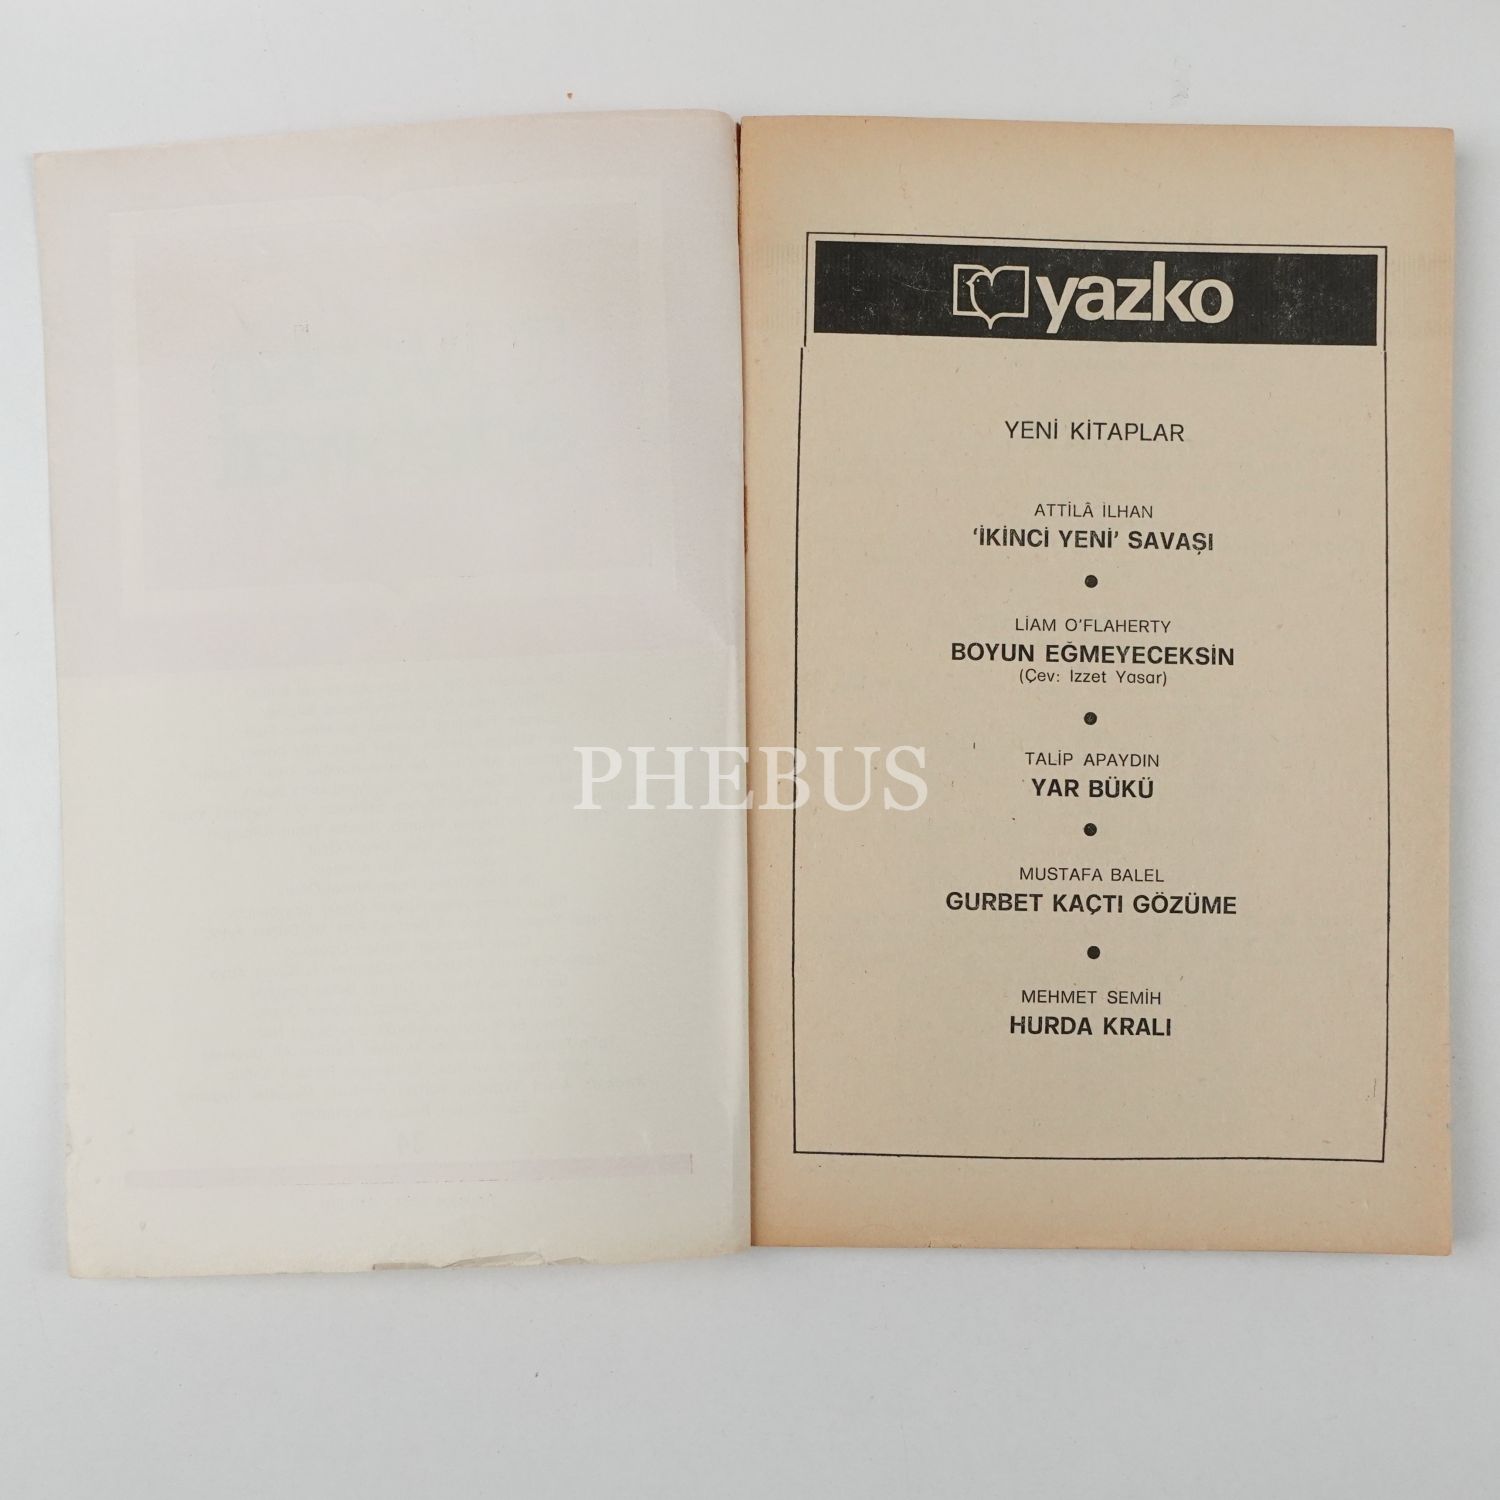 yazko
YENİ KİTAPLAR
ATTİLÂ İLHAN
'İKİNCİ YENİ' SAVAŞI
LİAM O'FLAHERTY
BOYUN EĞMEYECEKSİN
(Çev: Izzet Yasar)
TALİP APAYDIN
YAR BÜKÜ
MUSTAFA BALEL
GURBET KAÇTI GÖZÜME
MEHMET SEMİH
HURDA KRALI
PHEBUS